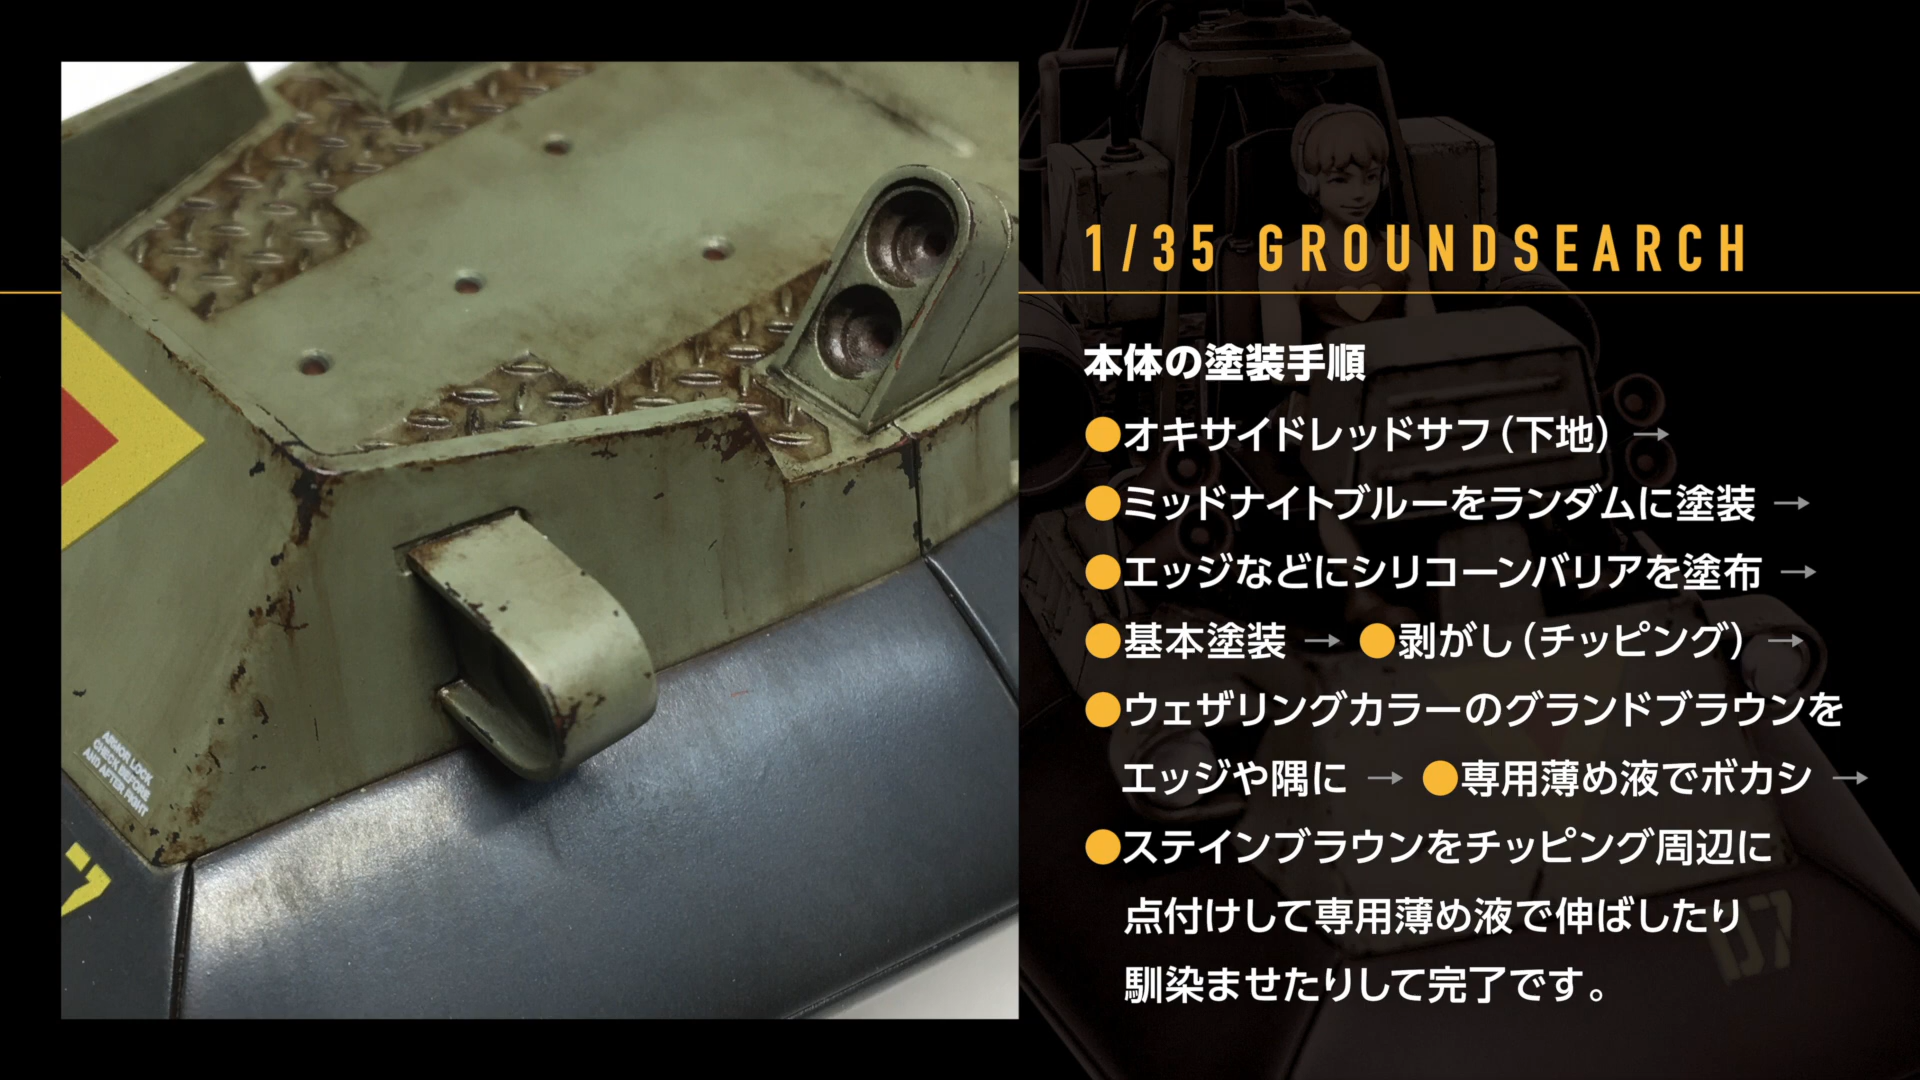 1/35 GROUNDSEARCH
本体の塗装手順
●オキサイドレッドサフ(下地) →
●ミッドナイトブルーをランダムに塗装 →
●エッジなどにシリコーンバリアを塗布 →
●基本塗装 → ●剥がし(チッピング) →
●ウェザリングカラーのグランドブラウンを
エッジや隅に → ●専用薄め液でボカシ →
●ステインブラウンをチッピング周辺に
点付けして専用薄め液で伸ばしたり
馴染ませたりして完了です。
ARMOR LOCK
CHECK BEFORE
AND AFTER FIGHT
7
07